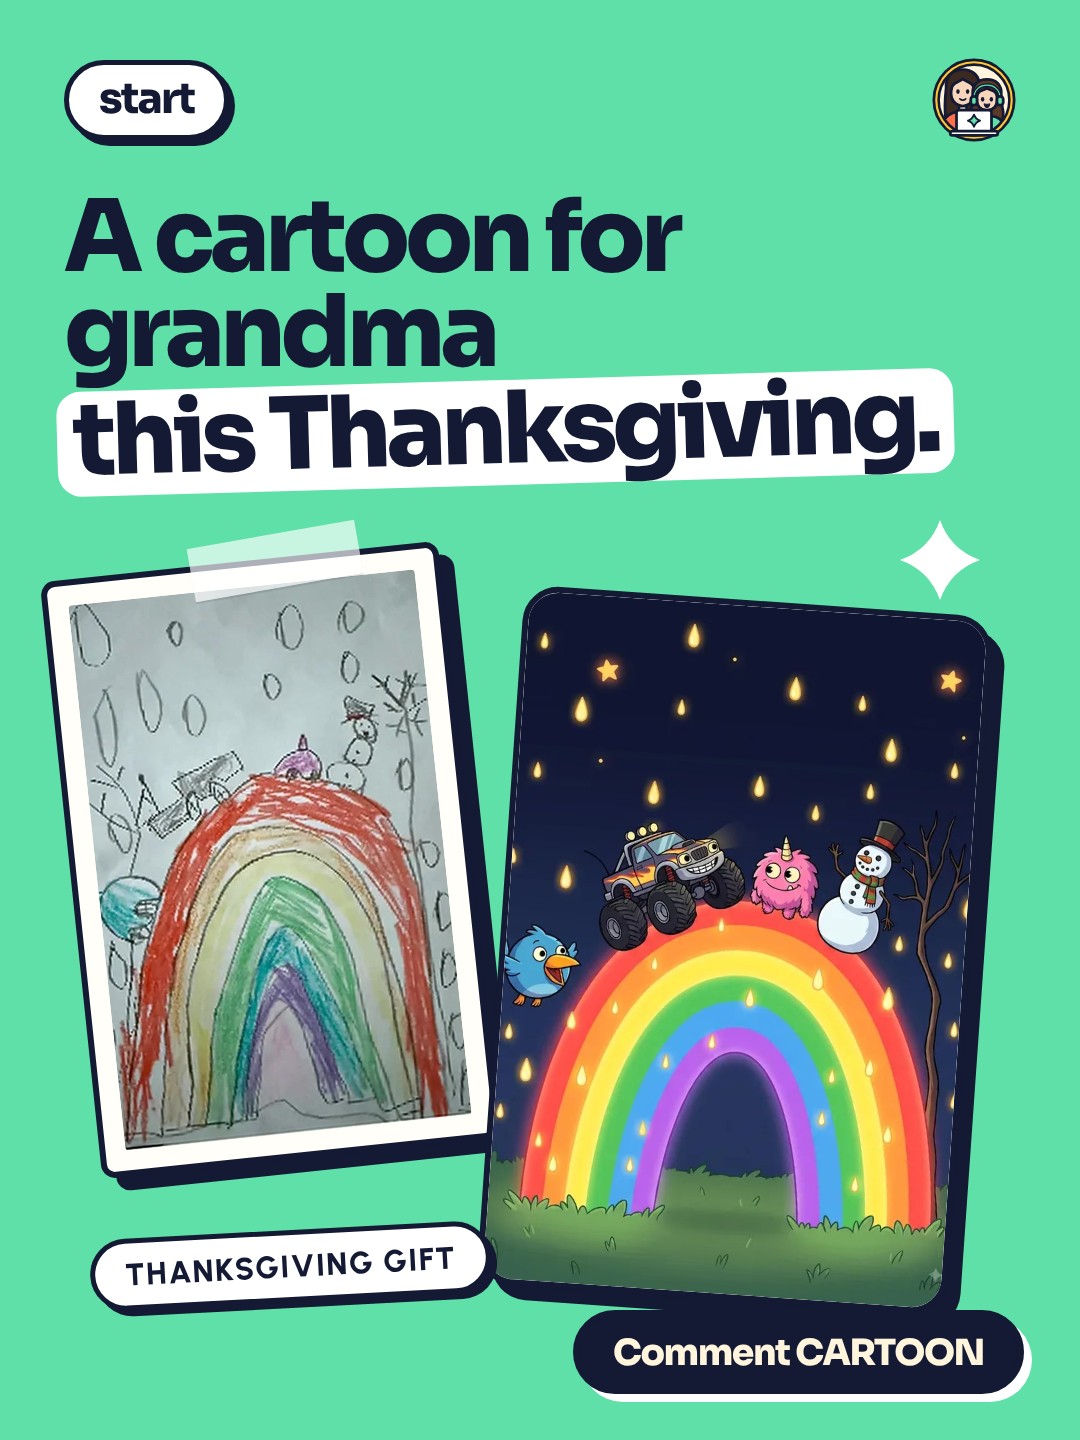 start
A cartoon for
grandma
this Thanksgiving.
THANKSGIVING GIFT
Comment CARTOON